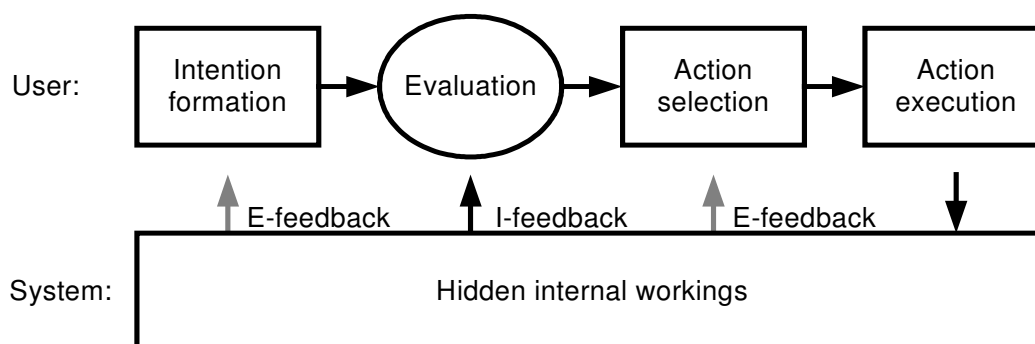 User:
Intention
formation
Evaluation
Action
selection
Action
execution
E-feedback
I-feedback
E-feedback
System:
Hidden internal workings